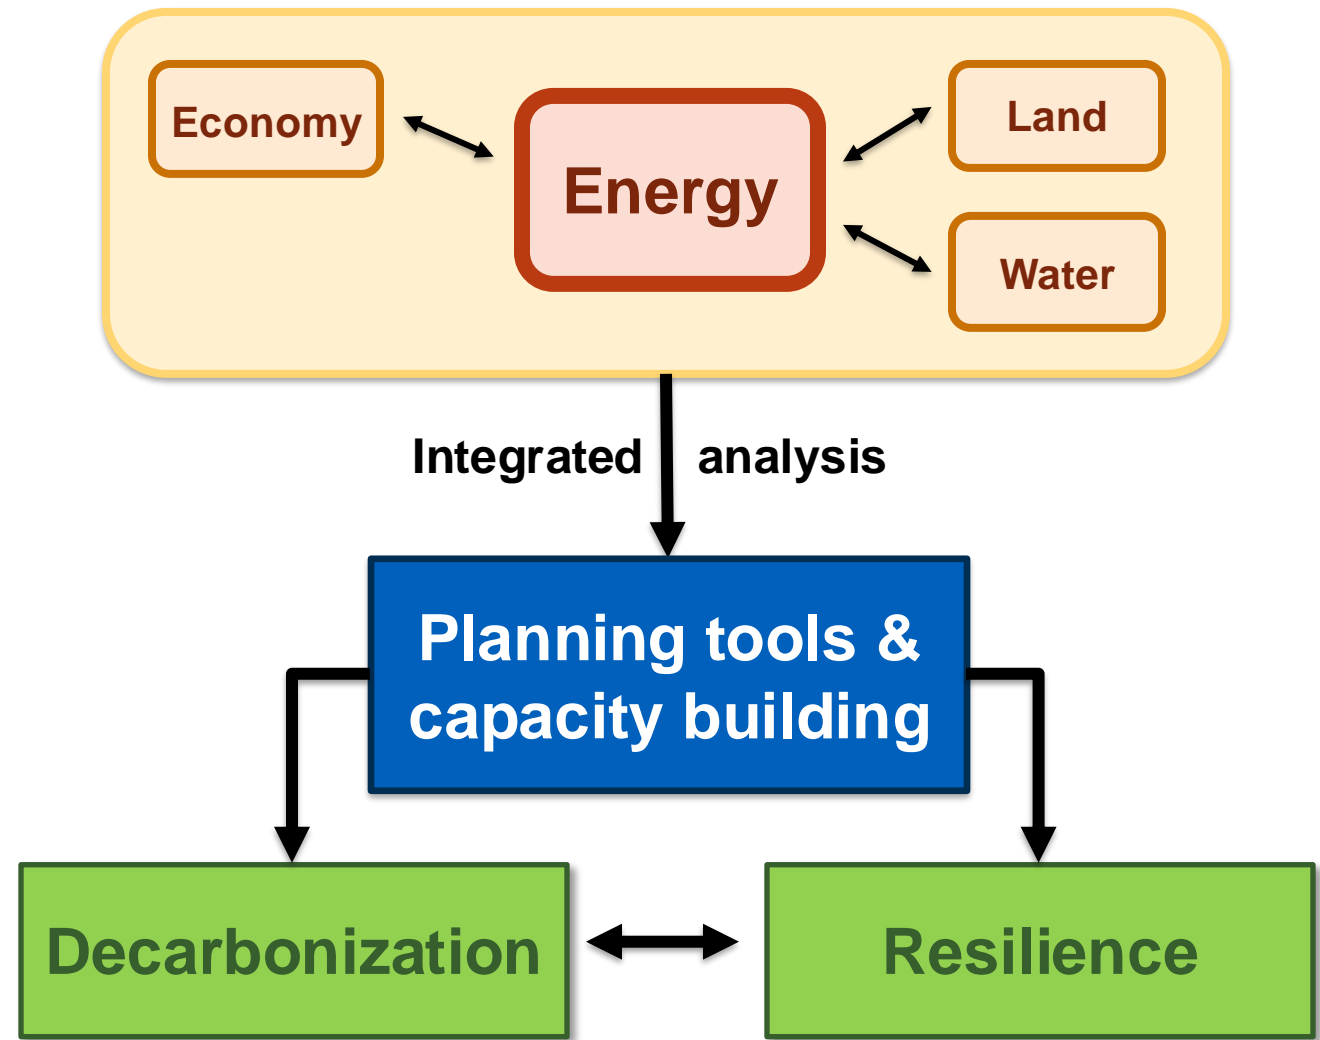 Economy
Energy
Land
Water
Integrated analysis
Planning tools &
capacity building
Decarbonization
Resilience